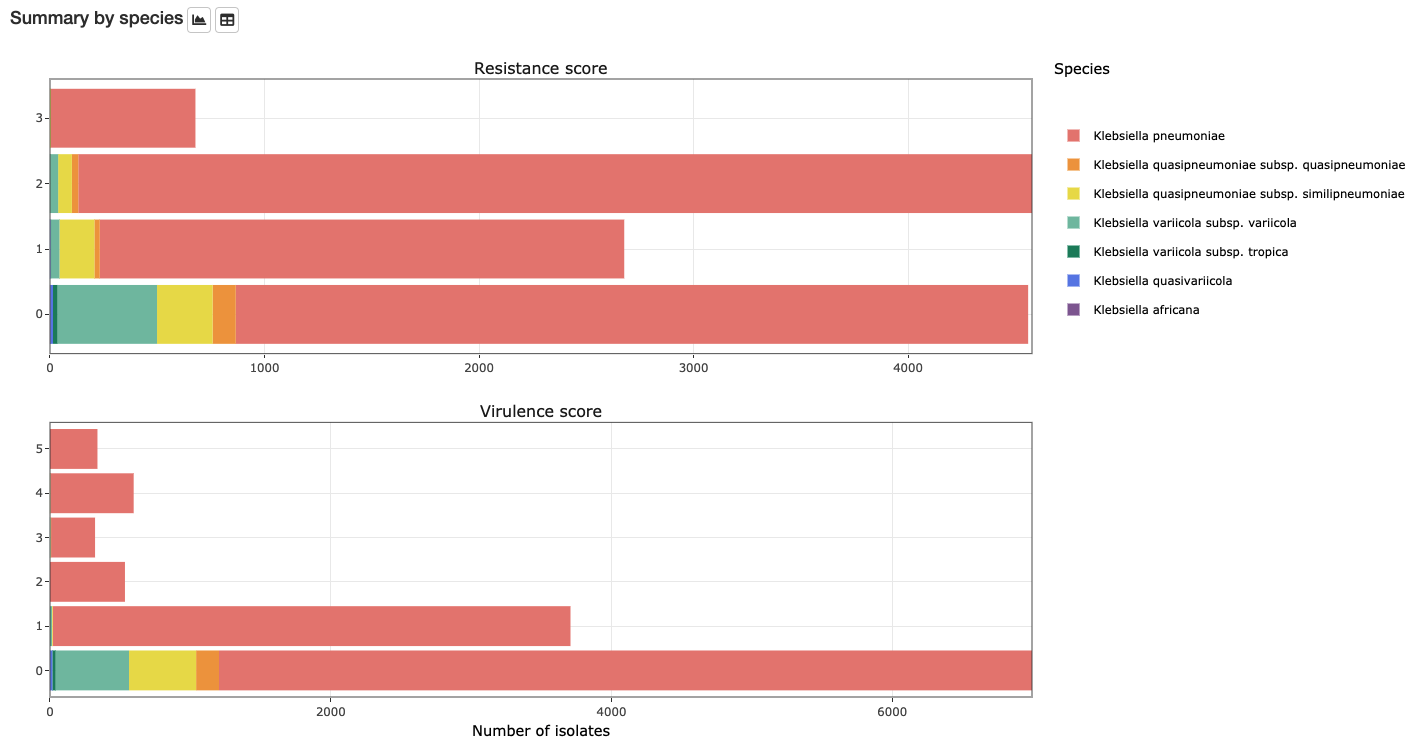 Summary by species
Resistance score
Species
3
2
1
0
0 1000 2000 3000 4000
Klebsiella pneumoniae
Klebsiella quasipneumoniae subsp. quasipneumoniae
Klebsiella quasipneumoniae subsp. similipneumoniae
Klebsiella variicola subsp. variicola
Klebsiella variicola subsp. tropica
Klebsiella quasivariicola
Klebsiella africana
Virulence score
5
4
3
2
1
0
0 2000 4000 6000
Number of isolates